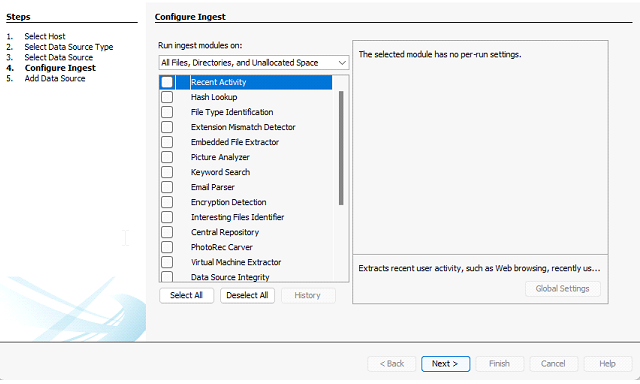 Steps
1. Select Host
2. Select Data Source Type
3. Select Data Source
4. Configure Ingest
5. Add Data Source
Configure Ingest
Run ingest modules on:
All Files, Directories, and Unallocated Space
Recent Activity
Hash Lookup
File Type Identification
Extension Mismatch Detector
Embedded File Extractor
Picture Analyzer
Keyword Search
Email Parser
Encryption Detection
Interesting Files Identifier
Central Repository
PhotoRec Carver
Virtual Machine Extractor
Data Source Integrity
Select All
Deselect All
History
The selected module has no per-run settings.
Extracts recent user activity, such as Web browsing, recently us...
Global Settings
< Back
Next >
Finish
Cancel
Help